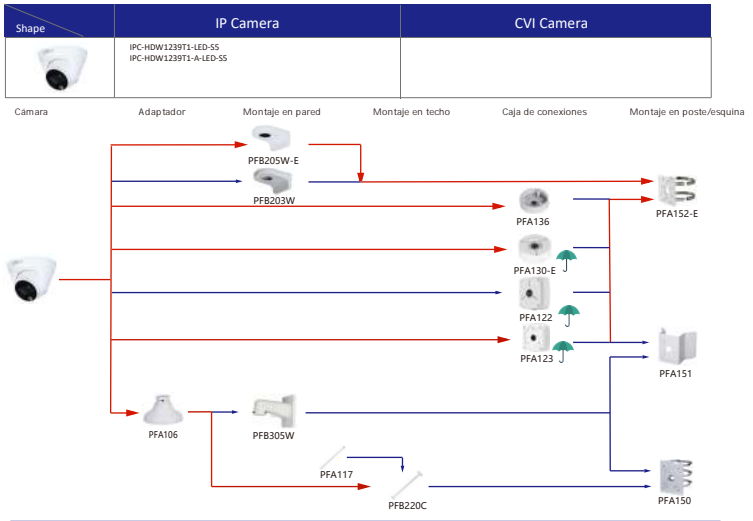 Shape
IP Camera
CVI Camera
IPC-HDW1239T1-LED-S5
IPC-HDW1239T1-A-LED-S5
Cámara
Adaptador
Montaje en pared
Montaje en techo
Caja de conexiones
Montaje en poste/esquina
PFB205W-E
PFB203W
PFA136
PFA152-E
PFA130-E
PFA122
PFA123
PFA151
PFA106
PFB305W
PFA117
PFB220C
PFA150